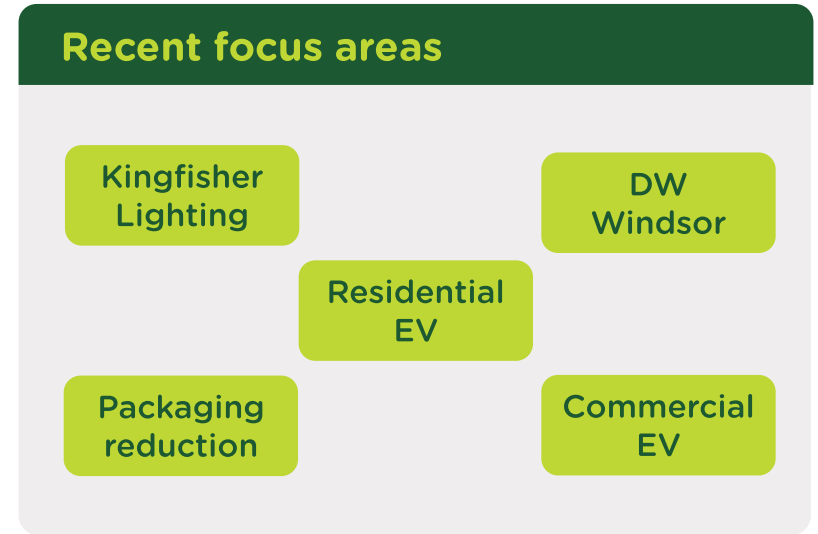 Recent focus areas
Kingfisher
Lighting
DW
Windsor
Residential
EV
Packaging
reduction
Commercial
EV